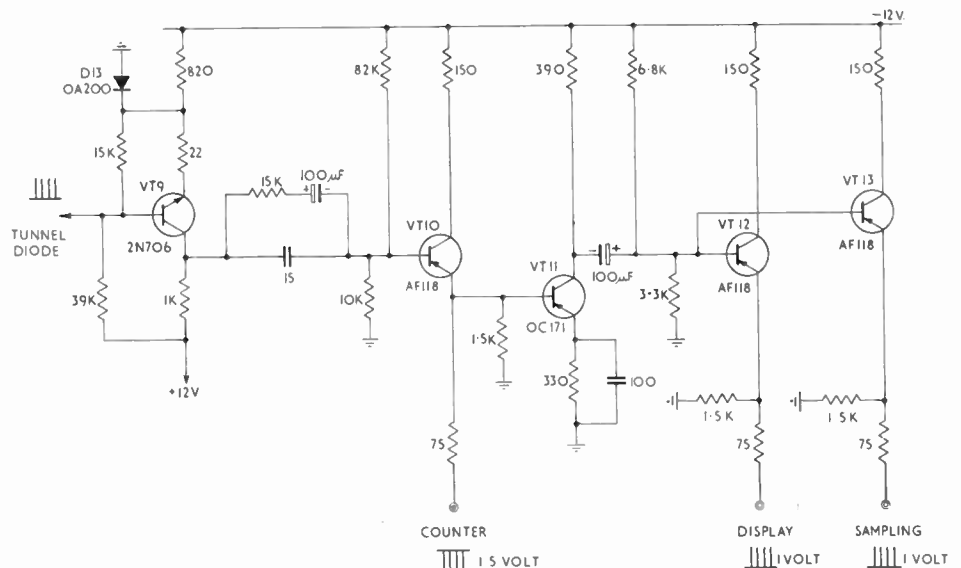 -12V.
D13
OA200
820
82K
150
390
6.8K
150
150
15K
22
VT9
2N706
TUNNEL
DIODE
15K
100µF
+ -
15
39K
1K
+12V
10K
VT10
AF118
1.5K
VT11
OC171
- +
100µF
330
100
3.3K
VT12
AF118
VT13
AF118
1.5K
1.5K
75
75
75
COUNTER
1 5 VOLT
DISPLAY
1 VOLT
SAMPLING
1 VOLT